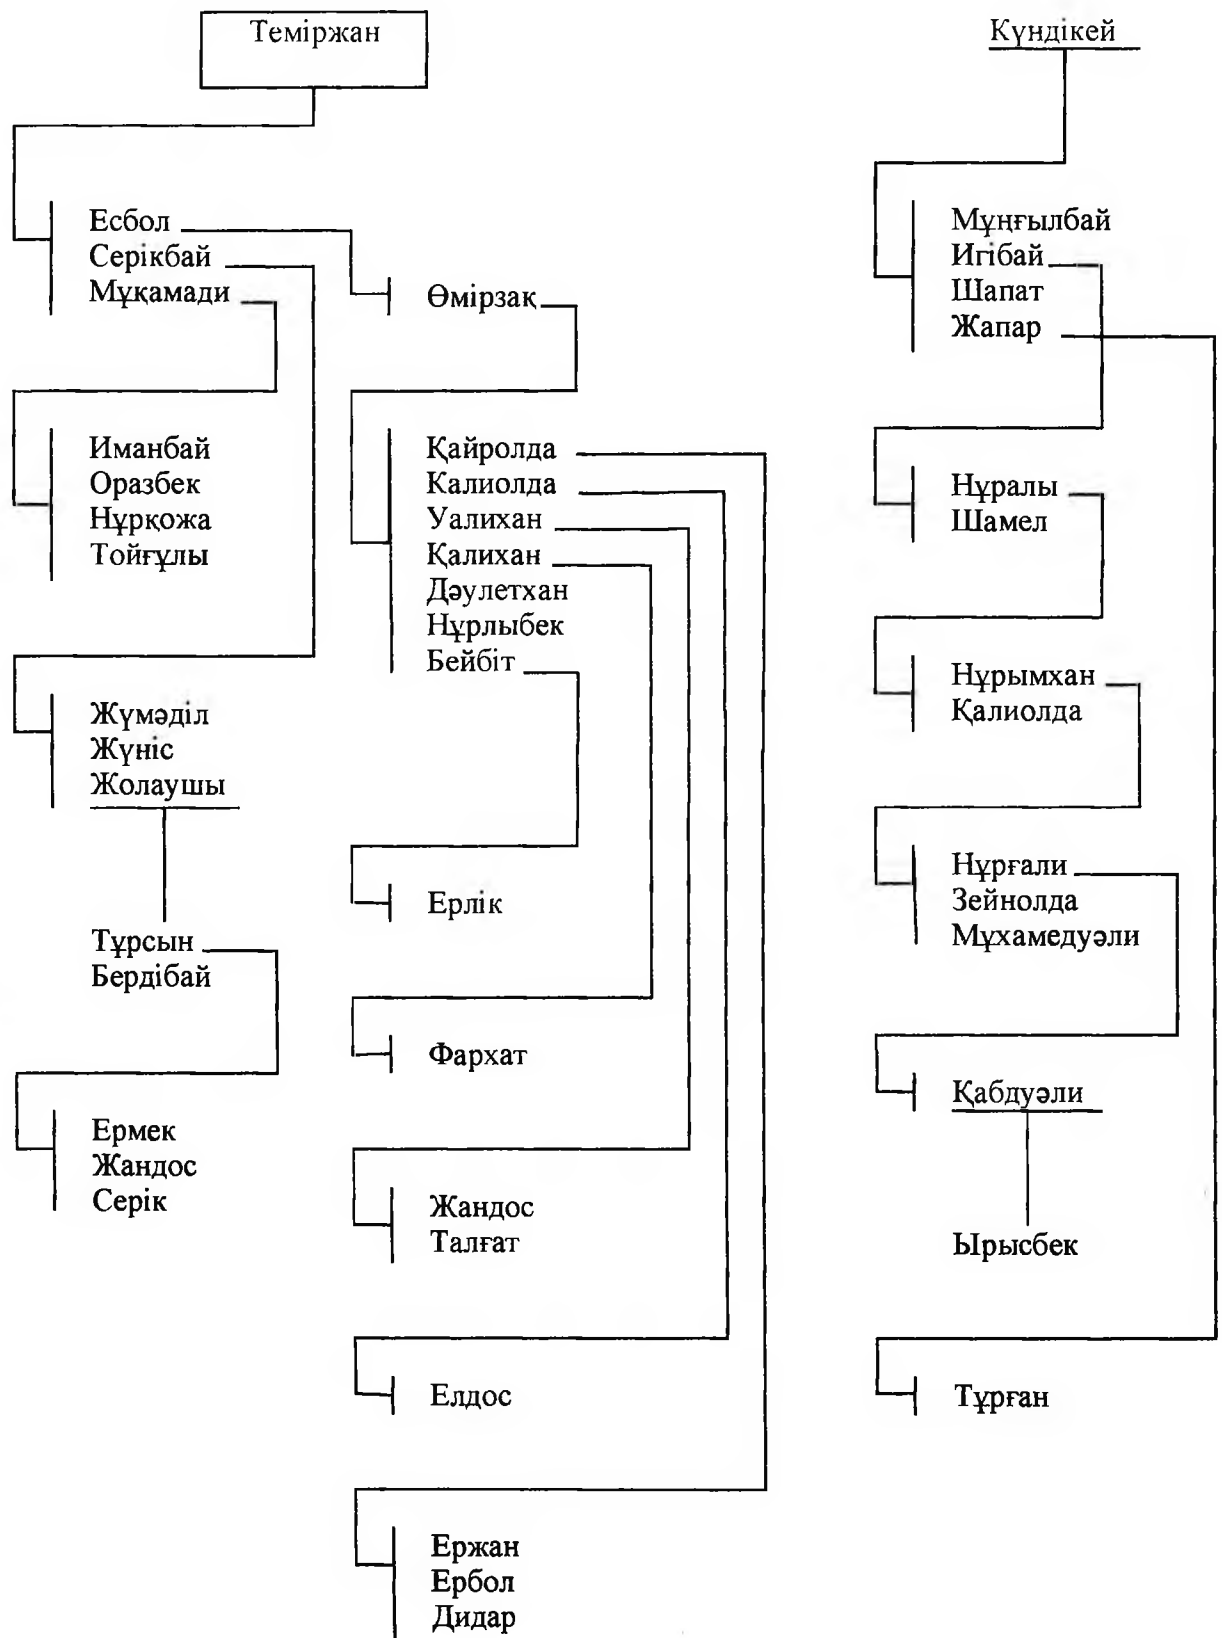 Теміржан
Есбол
Серікбай
Мұқамади
Өмірзақ
Иманбай
Оразбек
Нұрқожа
Тойғұлы
Қайролда
Калиолда
Уалихан
Қалихан
Дәулетхан
Нұрлыбек
Бейбіт
Жүмәділ
Жүніс
Жолаушы
Тұрсын
Бердібай
Ерлік
Фархат
Ермек
Жандос
Серік
Жандос
Талғат
Елдос
Ержан
Ербол
Дидар
Күндікей
Мұңғылбай
Игібай
Шапат
Жапар
Нұралы
Шамел
Нұрымхан
Қалиолда
Нұрғали
Зейнолда
Мұхамедуәли
Қабдуәли
Ырысбек
Тұрған